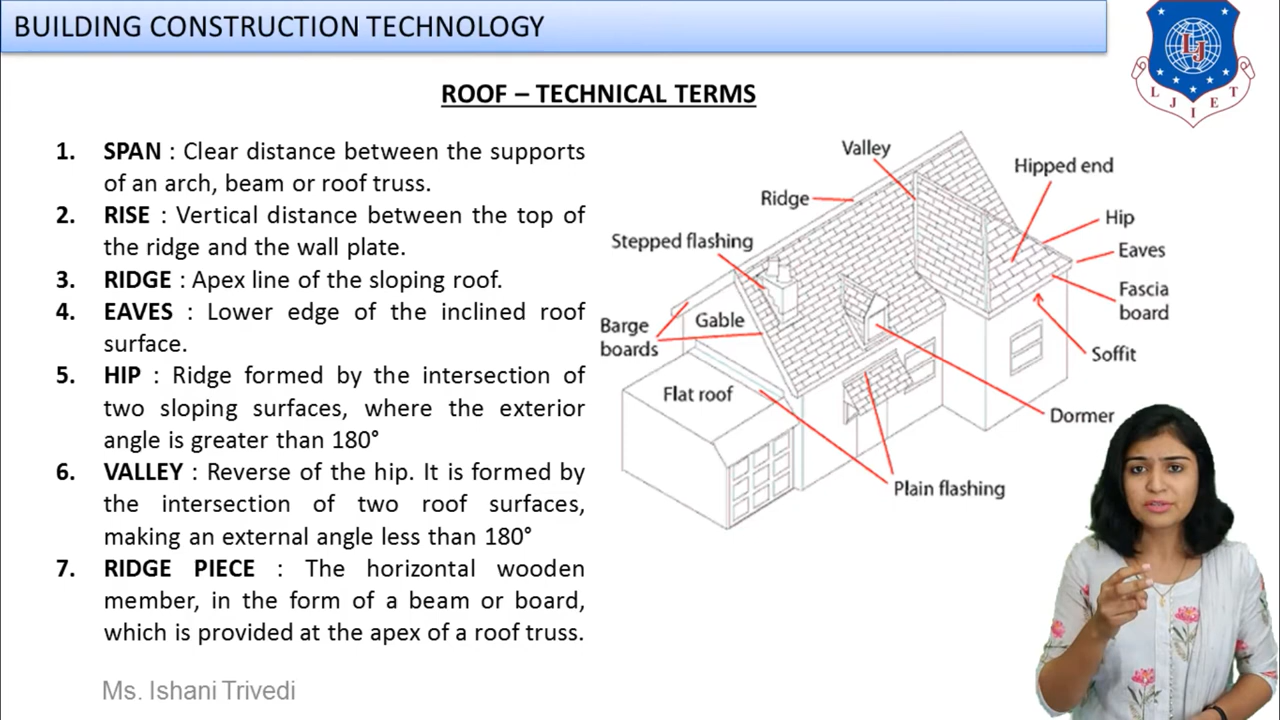 BUILDING CONSTRUCTION TECHNOLOGY
LJ
L J I E T
ROOF – TECHNICAL TERMS
1. SPAN : Clear distance between the supports
of an arch, beam or roof truss.
2. RISE : Vertical distance between the top of
the ridge and the wall plate.
3. RIDGE : Apex line of the sloping roof.
4. EAVES : Lower edge of the inclined roof
surface.
5. HIP : Ridge formed by the intersection of
two sloping surfaces, where the exterior
angle is greater than 180°
6. VALLEY : Reverse of the hip. It is formed by
the intersection of two roof surfaces,
making an external angle less than 180°
7. RIDGE PIECE : The horizontal wooden
member, in the form of a beam or board,
which is provided at the apex of a roof truss.
Valley
Hipped end
Ridge
Hip
Stepped flashing
Eaves
Fascia
board
Barge
boards
Gable
Soffit
Flat roof
Dormer
Plain flashing
Ms. Ishani Trivedi